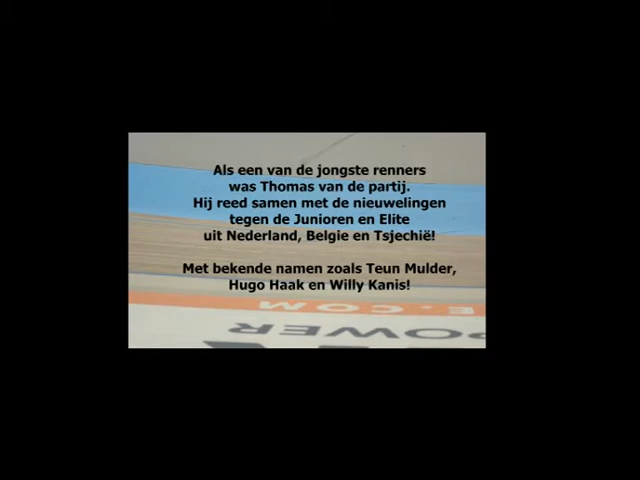 Als een van de jongste renners
was Thomas van de partij.
Hij reed samen met de nieuwelingen
tegen de Junioren en Elite
uit Nederland, Belgie en Tsjechië!
Met bekende namen zoals Teun Mulder,
Hugo Haak en Willy Kanis!
E.COM
POWER